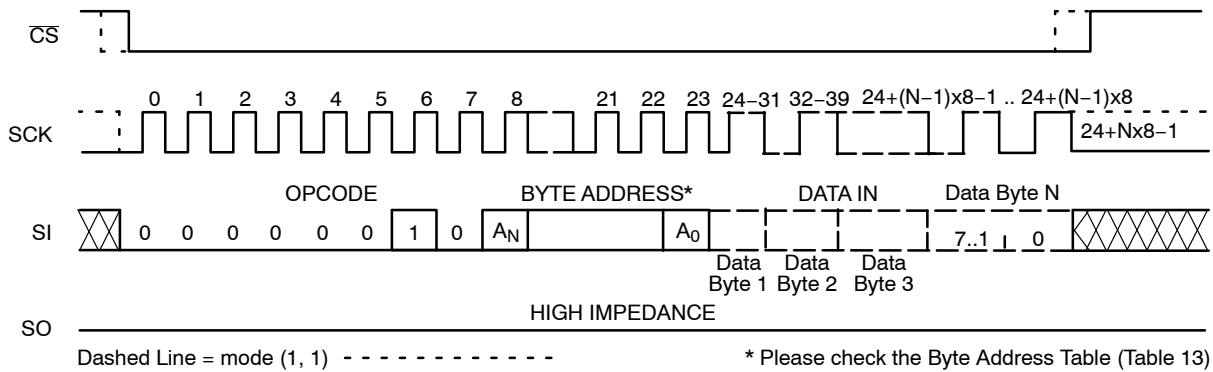 CS
0 1 2 3 4 5 6 7 8 21 22 23 24−31 32−39 24+(N−1)x8−1 .. 24+(N−1)x8
SCK
24+Nx8−1
OPCODE BYTE ADDRESS* DATA IN Data Byte N
SI 0 0 0 0 0 0 1 0 AN A0 7..1 0
Data Byte 1
Data Byte 2
Data Byte 3
HIGH IMPEDANCE
SO
Dashed Line = mode (1, 1) - - - - - - - - - - - - -
* Please check the Byte Address Table (Table 13)